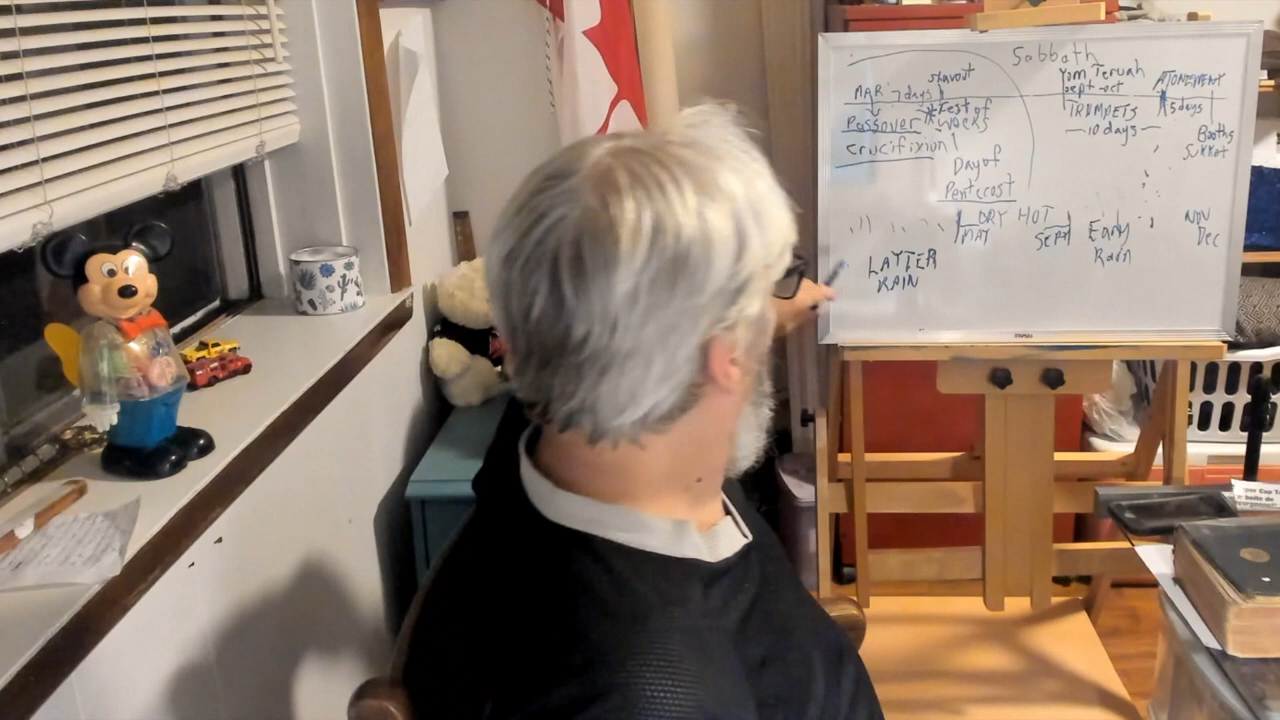 Sabbath
shavout
Yom Teruah
ATONEMENT
MAR 7 days
Sept - oct
*Fest of
TRUMPETS
5 days
Passover
weeks
10 days
Booths
Sukkot
Crucifixion
Day of
Pentecost
DRY HOT
MAY
SEPT
Early
Rain
NOV
Dec
LATTER
RAIN